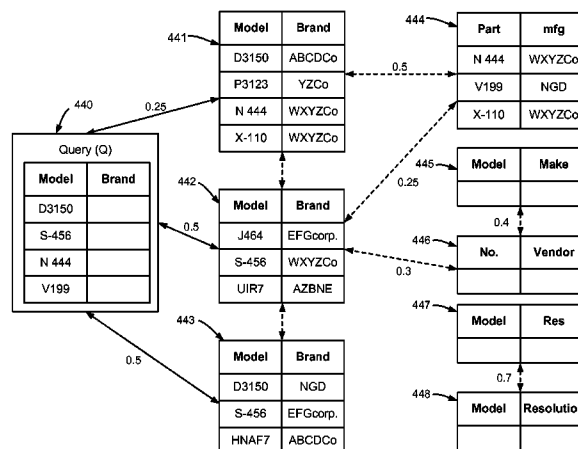 441
Model Brand
D3150 ABCDCo
P3123 YZCo
N 444 WXYZCo
X-110 WXYZCo
444
Part mfg
N 444 WXYZCo
V199 NGD
X-110 WXYZCo
0.5
440
0.25
Query (Q)
Model Brand
D3150
S-456
N 444
V199
442
Model Brand
J464 EFGcorp.
S-456 WXYZCo
UIR7 AZBNE
0.5
0.25
0.3
445
Model Make
0.4
446
No. Vendor
443
Model Brand
D3150 NGD
S-456 EFGcorp.
HNAF7 ABCDCo
0.5
447
Model Res
0.7
448
Model Resolutio